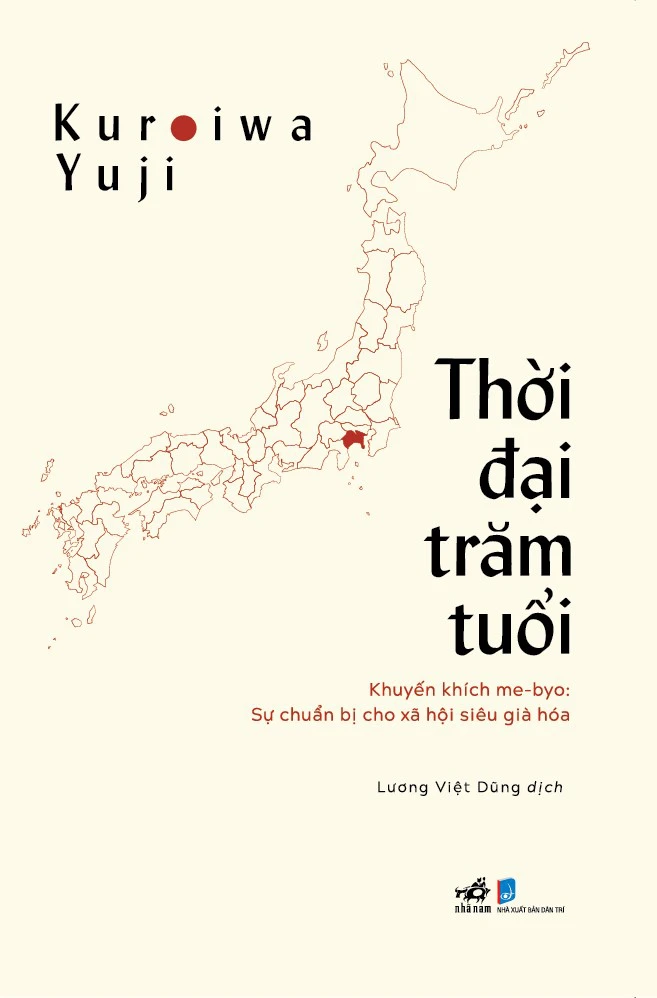 Kuroiwa
Yuji
Thời
đại
trăm
tuổi
Khuyến khích me-byo:
Sự chuẩn bị cho xã hội siêu già hóa
Lương Việt Dũng dịch
nhã nam
NHÀ XUẤT BẢN DÂN TRÍ